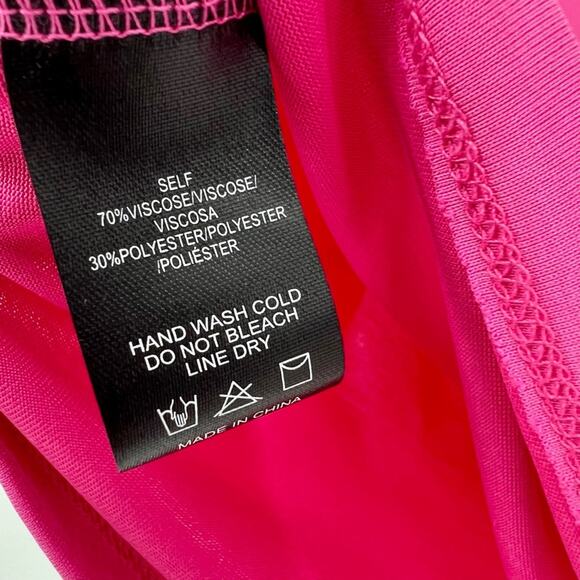 SELF
70%VISCOSE/VISCOSE/
VISCOSA
30%POLYESTER/POLYESTER
/POLIÉSTER
HAND WASH COLD
DO NOT BLEACH
LINE DRY
MADE IN CHINA